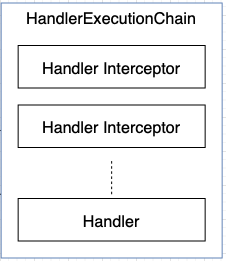 HandlerExecutionChain
Handler Interceptor
Handler Interceptor
Handler